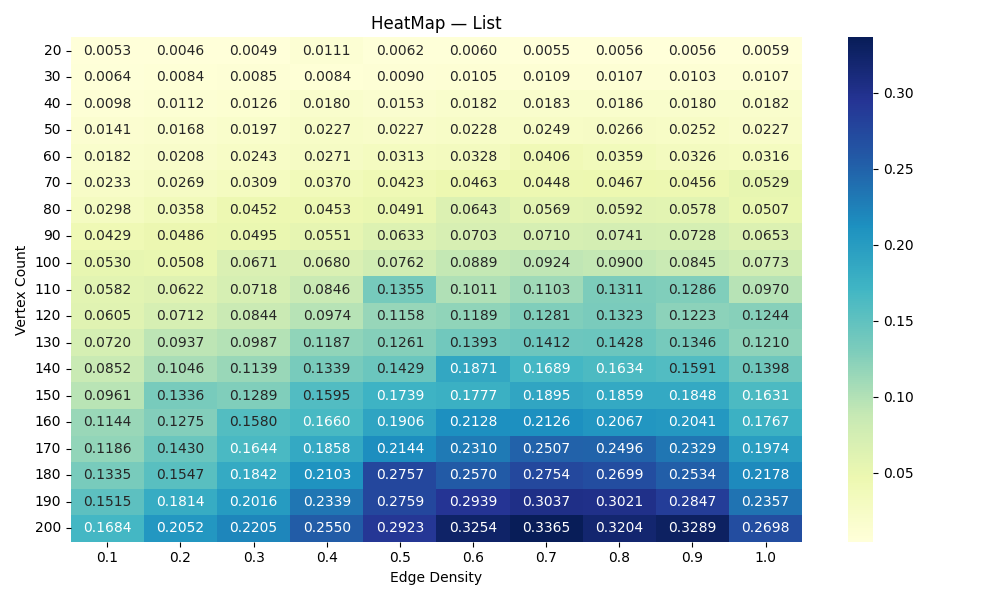 HeatMap — List
20 0.0053 0.0046 0.0049 0.0111 0.0062 0.0060 0.0055 0.0056 0.0056 0.0059
30 0.0064 0.0084 0.0085 0.0084 0.0090 0.0105 0.0109 0.0107 0.0103 0.0107
40 0.0098 0.0112 0.0126 0.0180 0.0153 0.0182 0.0183 0.0186 0.0180 0.0182
50 0.0141 0.0168 0.0197 0.0227 0.0227 0.0228 0.0249 0.0266 0.0252 0.0227
60 0.0182 0.0208 0.0243 0.0271 0.0313 0.0328 0.0406 0.0359 0.0326 0.0316
70 0.0233 0.0269 0.0309 0.0370 0.0423 0.0463 0.0448 0.0467 0.0456 0.0529
80 0.0298 0.0358 0.0452 0.0453 0.0491 0.0643 0.0569 0.0592 0.0578 0.0507
90 0.0429 0.0486 0.0495 0.0551 0.0633 0.0703 0.0710 0.0741 0.0728 0.0653
100 0.0530 0.0508 0.0671 0.0680 0.0762 0.0889 0.0924 0.0900 0.0845 0.0773
110 0.0582 0.0622 0.0718 0.0846 0.1355 0.1011 0.1103 0.1311 0.1286 0.0970
120 0.0605 0.0712 0.0844 0.0974 0.1158 0.1189 0.1281 0.1323 0.1223 0.1244
130 0.0720 0.0937 0.0987 0.1187 0.1261 0.1393 0.1412 0.1428 0.1346 0.1210
140 0.0852 0.1046 0.1139 0.1339 0.1429 0.1871 0.1689 0.1634 0.1591 0.1398
150 0.0961 0.1336 0.1289 0.1595 0.1739 0.1777 0.1895 0.1859 0.1848 0.1631
160 0.1144 0.1275 0.1580 0.1660 0.1906 0.2128 0.2126 0.2067 0.2041 0.1767
170 0.1186 0.1430 0.1644 0.1858 0.2144 0.2310 0.2507 0.2496 0.2329 0.1974
180 0.1335 0.1547 0.1842 0.2103 0.2757 0.2570 0.2754 0.2699 0.2534 0.2178
190 0.1515 0.1814 0.2016 0.2339 0.2759 0.2939 0.3037 0.3021 0.2847 0.2357
200 0.1684 0.2052 0.2205 0.2550 0.2923 0.3254 0.3365 0.3204 0.3289 0.2698
0.1 0.2 0.3 0.4 0.5 0.6 0.7 0.8 0.9 1.0
Edge Density
Vertex Count
0.30
0.25
0.20
0.15
0.10
0.05